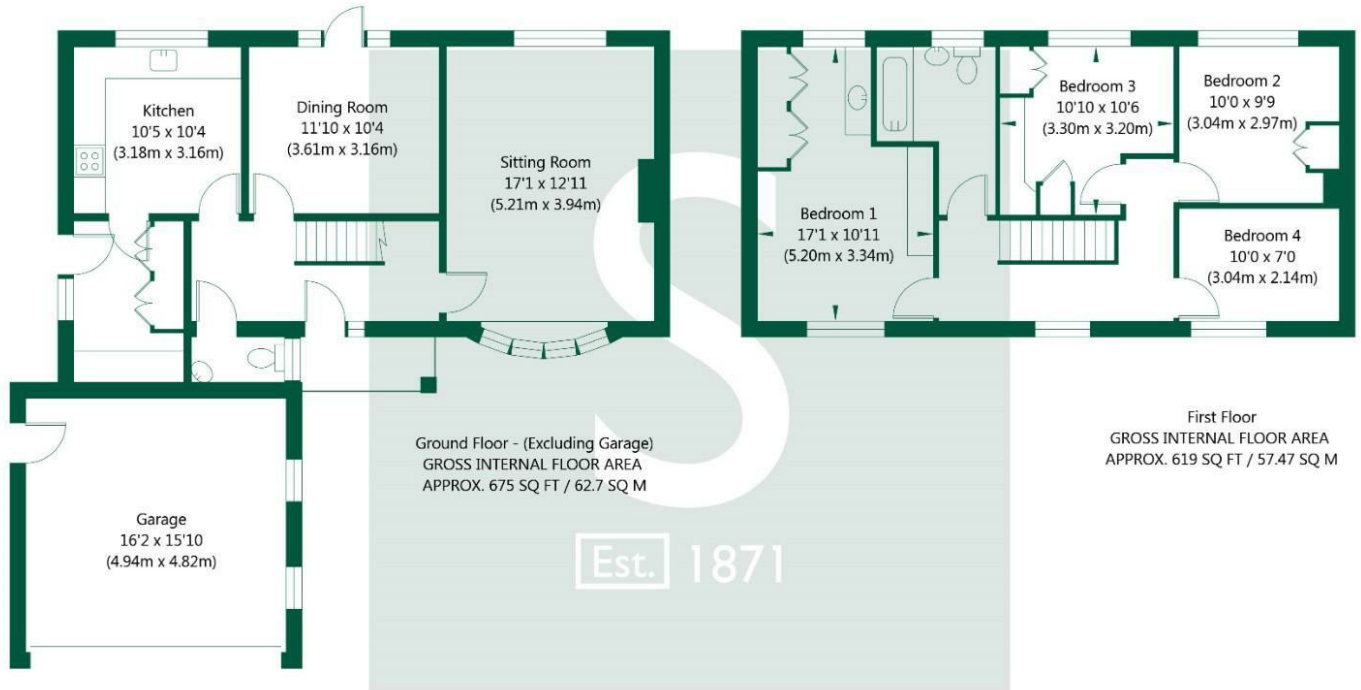 Kitchen
10'5 x 10'4
(3.18m x 3.16m)
Dining Room
11'10 x 10'4
(3.61m x 3.16m)
Sitting Room
17'1 x 12'11
(5.21m x 3.94m)
Ground Floor - (Excluding Garage)
GROSS INTERNAL FLOOR AREA
APPROX. 675 SQ FT / 62.7 SQ M
Garage
16'2 x 15'10
(4.94m x 4.82m)
Bedroom 1
17'1 x 10'11
(5.20m x 3.34m)
Bedroom 3
10'10 x 10'6
(3.30m x 3.20m)
Bedroom 2
10'0 x 9'9
(3.04m x 2.97m)
Bedroom 4
10'0 x 7'0
(3.04m x 2.14m)
First Floor
GROSS INTERNAL FLOOR AREA
APPROX. 619 SQ FT / 57.47 SQ M
S
Est. 1871